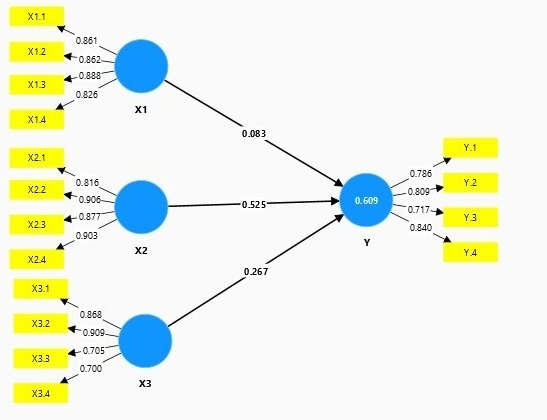 X1.1
X1.2
X1.3
X1.4
0.861
0.862
0.888
0.826
X1
0.083
X2.1
X2.2
X2.3
X2.4
0.816
0.906
0.877
0.903
X2
0.525
X3.1
X3.2
X3.3
X3.4
0.868
0.909
0.705
0.700
X3
0.267
0.609
Y
0.786
0.809
0.717
0.840
Y.1
Y.2
Y.3
Y.4